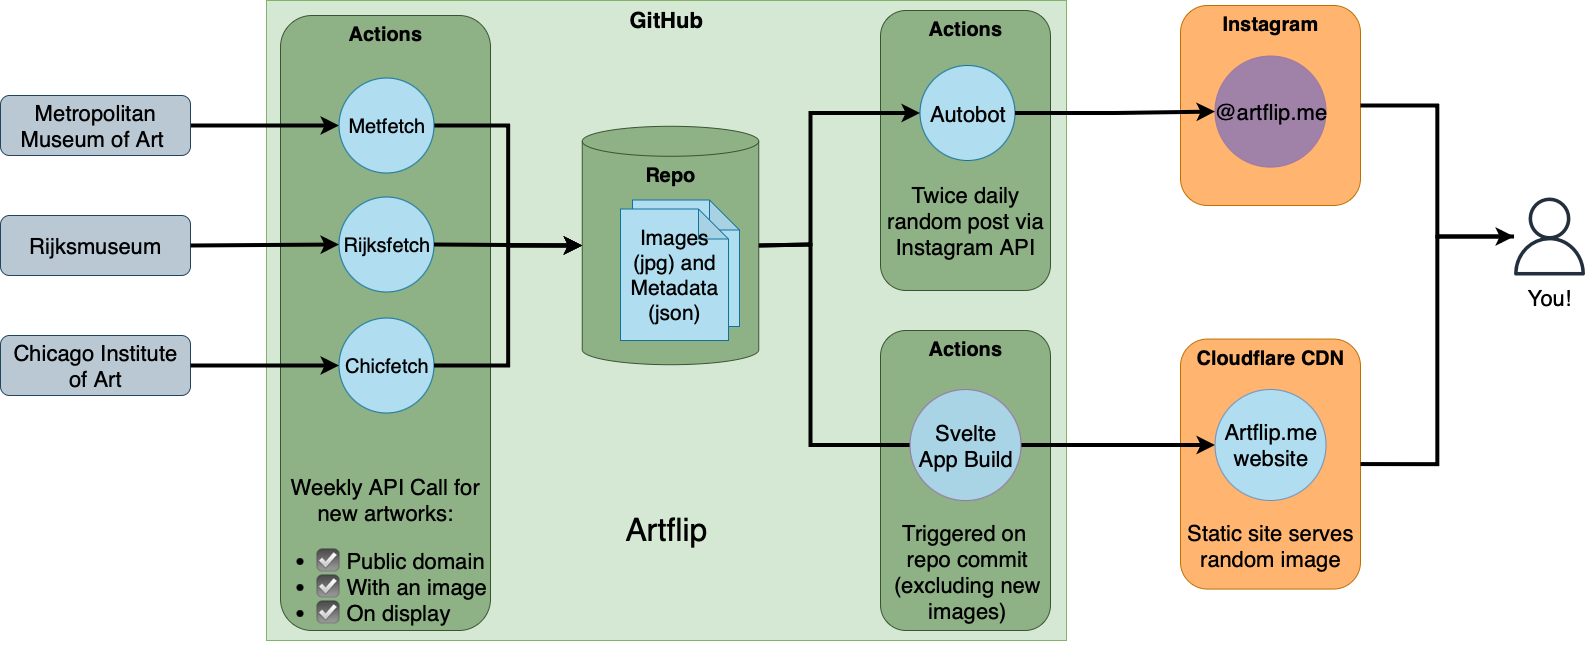 GitHub
Actions
Metropolitan
Museum of Art
Metfetch
Rijksmuseum
Rijksfetch
Chicago Institute
of Art
Chicfetch
Weekly API Call for
new artworks:
• ☑ Public domain
• ☑ With an image
• ☑ On display
Repo
Images
(jpg) and
Metadata
(json)
Artflip
Actions
Autobot
Twice daily
random post via
Instagram API
Actions
Svelte
App Build
Triggered on
repo commit
(excluding new
images)
Instagram
@artflip.me
Cloudflare CDN
Artflip.me
website
Static site serves
random image
You!